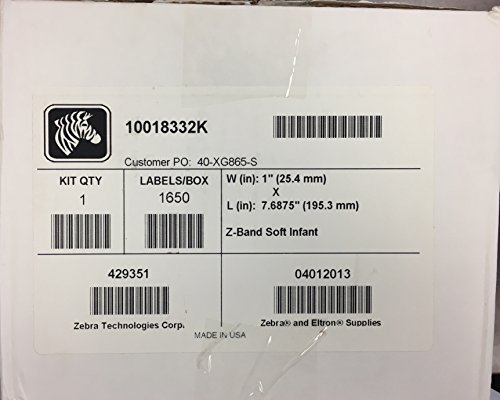 10018332K
Customer PO: 40-XG865-S
KIT QTY
1
LABELS/BOX
1650
W (in): 1" (25.4 mm)
X
L (in): 7.6875" (195.3 mm)
Z-Band Soft Infant
429351
Zebra Technologies Corp.
04012013
Zebra® and Eltron® Supplies
MADE IN USA